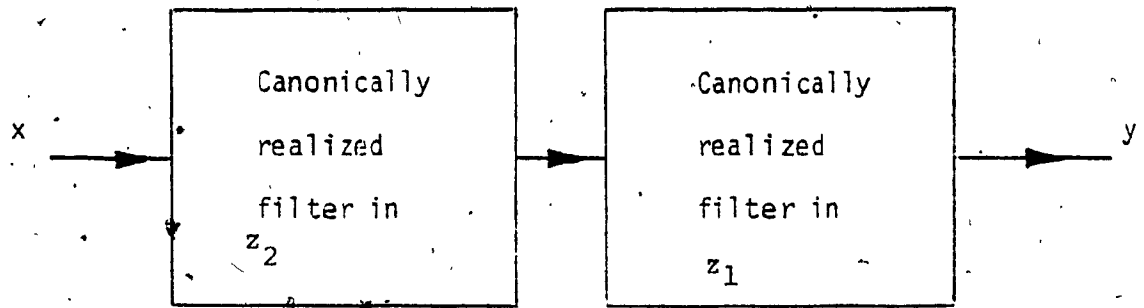 x
Canonically
realized
filter in
z₂
Canonically
realized
filter in
z₁
y